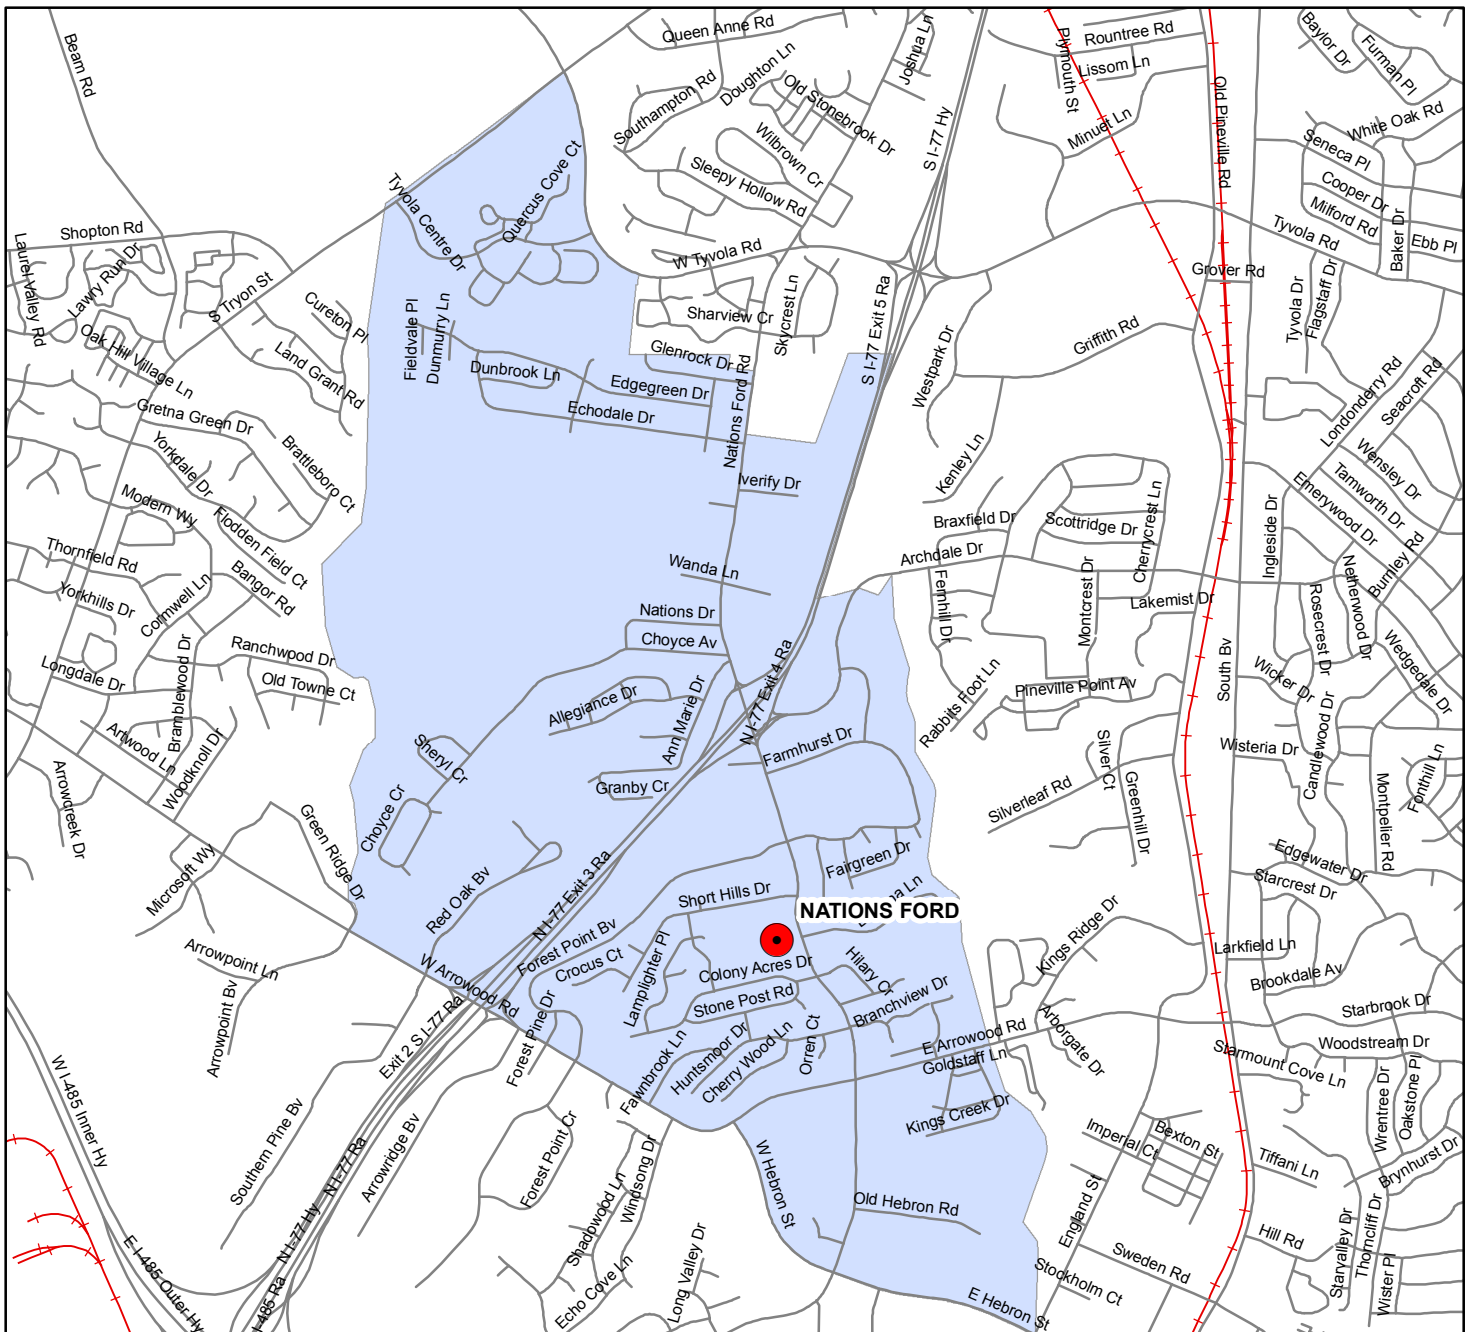 Queen Anne Rd
Joshua Ln
Plymouth St
Rountree Rd
Lissom Ln
Baylor Dr
Furman Pl
Beam Rd
Doughton Ln
Southampton Rd
Old Stonebrook Dr
S I-77 Hy
Minuet Ln
Old Pineville Rd
White Oak Rd
Seneca Pl
Wilbrown Cr
Quercus Cove Ct
Sleepy Hollow Rd
Cooper Dr
Milford Rd
Baker Dr
Ebb Pl
Tyvola Centre Dr
Shopton Rd
Laurel Valley Rd
Lawry Run Dr
W Tyvola Rd
Tyvola Rd
Grover Rd
S Tryon St
Cureton Pl
Fieldvale Pl
Dunmurry Ln
Sharview Cr
Skycrest Ln
S I-77 Exit 5 Ra
Westpark Dr
Griffith Rd
Tyvola Dr
Flagstaff Dr
Oak Hill Village Ln
Land Grant Rd
Glenrock Dr
Dunbrook Ln
Edgegreen Dr
Echodale Dr
Nations Ford Rd
Londonderry Rd
Seacroft Rd
Gretna Green Dr
Yorkdale Dr
Brattleboro Ct
Kenley Ln
Wensley Dr
Tamworth Dr
Emerywood Dr
Modern Wy
Flodden Field Ct
Iverify Dr
Braxfield Dr
Scottridge Dr
Cherrycrest Ln
Ingleside Dr
Burnley Rd
Thornfield Rd
Bangor Rd
Wanda Ln
Archdale Dr
Netherwood Dr
Yorkhills Dr
Cornwell Ln
Nations Dr
Fernhill Dr
Montcrest Dr
Lakemist Dr
Rosecrest Dr
Choyce Av
Ranchwood Dr
Bramblewood Dr
Longdale Dr
Old Towne Ct
Allegiance Dr
Ann Marie Dr
N I-77 Exit 4 Ra
Rabbits Foot Ln
Pineville Point Av
South Bv
Wicker Dr
Wedgedale Dr
Artwood Ln
Woodknoll Dr
Sheryl Cr
Farmhurst Dr
Silver Ct
Wisteria Dr
Candlewood Dr
Arrowcreek Dr
Choyce Cr
Granby Cr
Silverleaf Rd
Greenhill Dr
Montpelier Rd
Fonthill Ln
Green Ridge Dr
Microsoft Wy
Red Oak Bv
N I-77 Exit 3 Ra
Fairgreen Dr
Edgewater Dr
Starcrest Dr
Short Hills Dr
NATIONS FORD
Arrowpoint Ln
Arrowpoint Bv
W Arrowood Rd
Forest Point Bv
Crocus Ct
Lamplighter Pl
Colony Acres Dr
Hilary Cr
Kings Ridge Dr
Larkfield Ln
Brookdale Av
Stone Post Rd
Branchview Dr
Starbrook Dr
W I-485 Inner Hy
Exit 2 S I-77 Ra
Forest Pine Dr
Fawnbrook Ln
Huntsmoor Dr
Cherry Wood Ln
Orren Ct
E Arrowood Rd
Goldstaff Ln
Arborgate Dr
Starmount Cove Ln
Woodstream Dr
Southern Pine Bv
Arrowridge Bv
Forest Point Cr
Kings Creek Dr
Imperial Ct
Bexton St
Tiffani Ln
Wrentree Dr
Oakstone Pl
Brynhurst Dr
N I-77 Ra
Windsong Dr
Shadowood Ln
W Hebron St
Old Hebron Rd
England St
E I-485 Outer Hy
N I-77 Hy
I-485 Ra
Echo Cove Ln
Long Valley Dr
E Hebron St
Stockholm Ct
Sweden Rd
Hill Rd
Starvalley Dr
Thorncliff Dr
Wister Pl